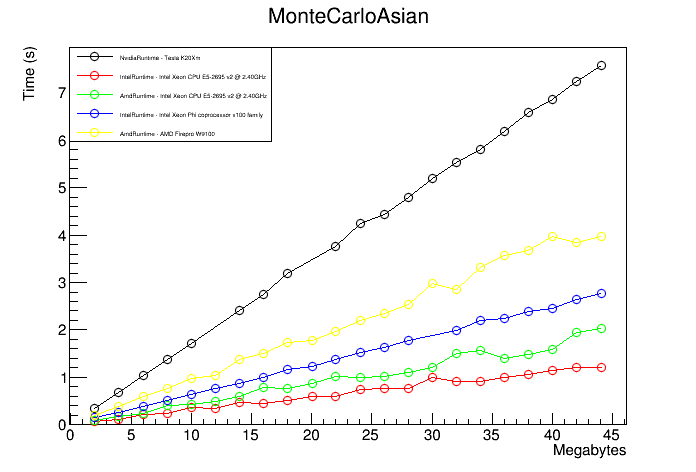 MonteCarloAsian
Time (s)
NvidiaRuntime - Tesla K20Xm
IntelRuntime - Intel Xeon CPU E5-2695 v2 @ 2.40GHz
AmdRuntime - Intel Xeon CPU E5-2695 v2 @ 2.40GHz
IntelRuntime - Intel Xeon Phi coprocessor x100 family
AmdRuntime - AMD Firepro W9100
7
6
5
4
3
2
1
0
0 5 10 15 20 25 30 35 40 45
Megabytes